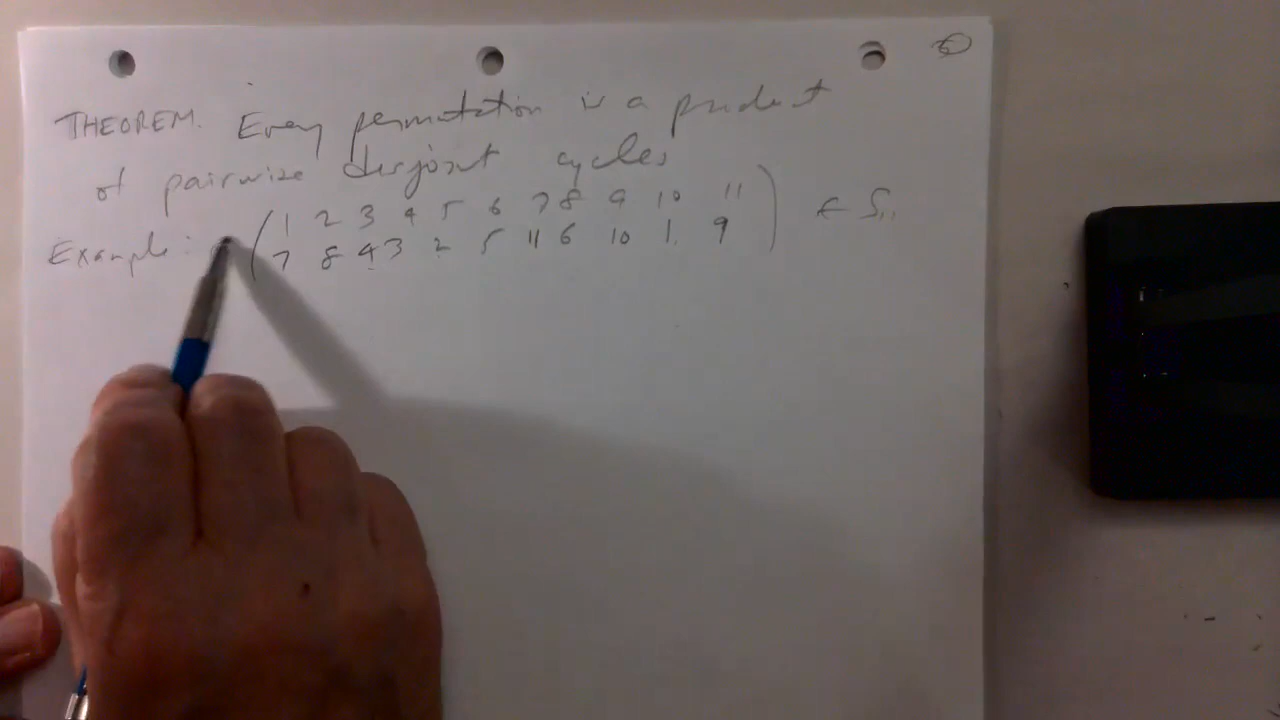 6
THEOREM. Every permutation is a product
of pairwise disjoint cycles
Example: ( 1 2 3 4 5 6 7 8 9 10 11 ) ∈ S₁₁
7 8 4 3 2 5 11 6 10 1 9